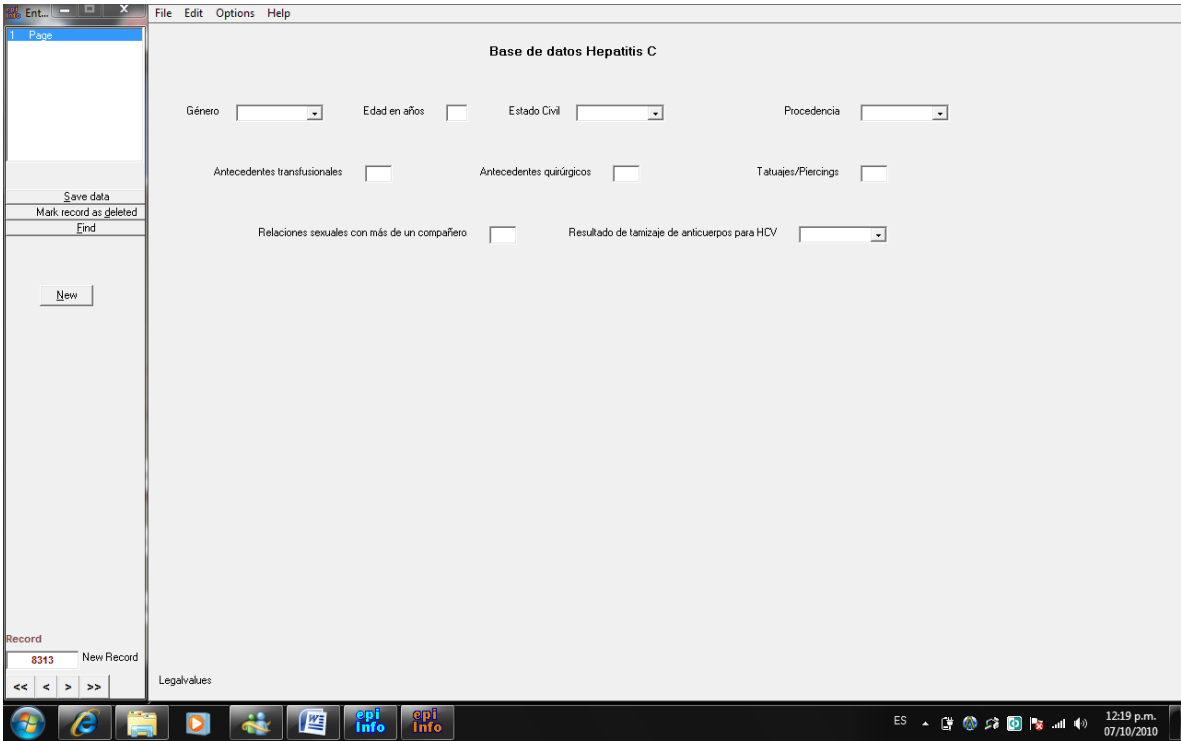 epi info Ent...
File Edit Options Help
1 Page
Base de datos Hepatitis C
Género Edad en años Estado Civil Procedencia
Antecedentes transfusionales Antecedentes quirúrgicos Tatuajes/Piercings
Save data
Mark record as deleted
Find
Relaciones sexuales con más de un compañero Resultado de tamizaje de anticuerpos para HCV
New
Record
8313 New Record
<< < > >>
Legalvalues
epi info epi info
ES 12:19 p.m.
07/10/2010